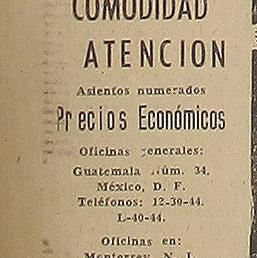 COMODIDAD
ATENCION
Asientos numerados
Precios Económicos
Oficinas generales:
Guatemala Núm. 34.
México, D. F.
Teléfonos: 12-30-44.
L-40-44.
Oficinas en:
Monterrey, N. L.